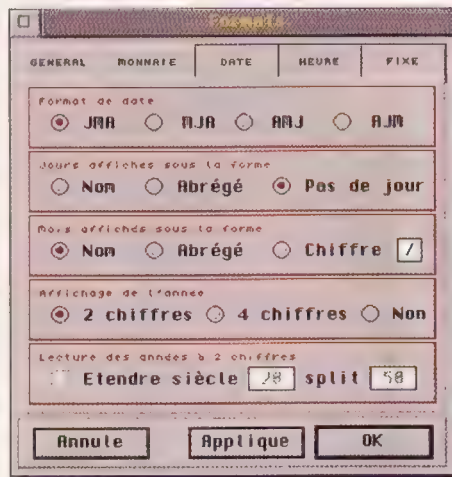 Formats
GENERAL MONNAIE DATE HEURE FIXE
Format de date
JMA MJA AMJ AJM
Jours affichés sous la forme
Nom Abrégé Pas de jour
Mois affichés sous la forme
Nom Abrégé Chiffre /
Affichage de l'année
2 chiffres 4 chiffres Non
Lecture des années à 2 chiffres
Etendre siècle split 50
Annule Applique OK